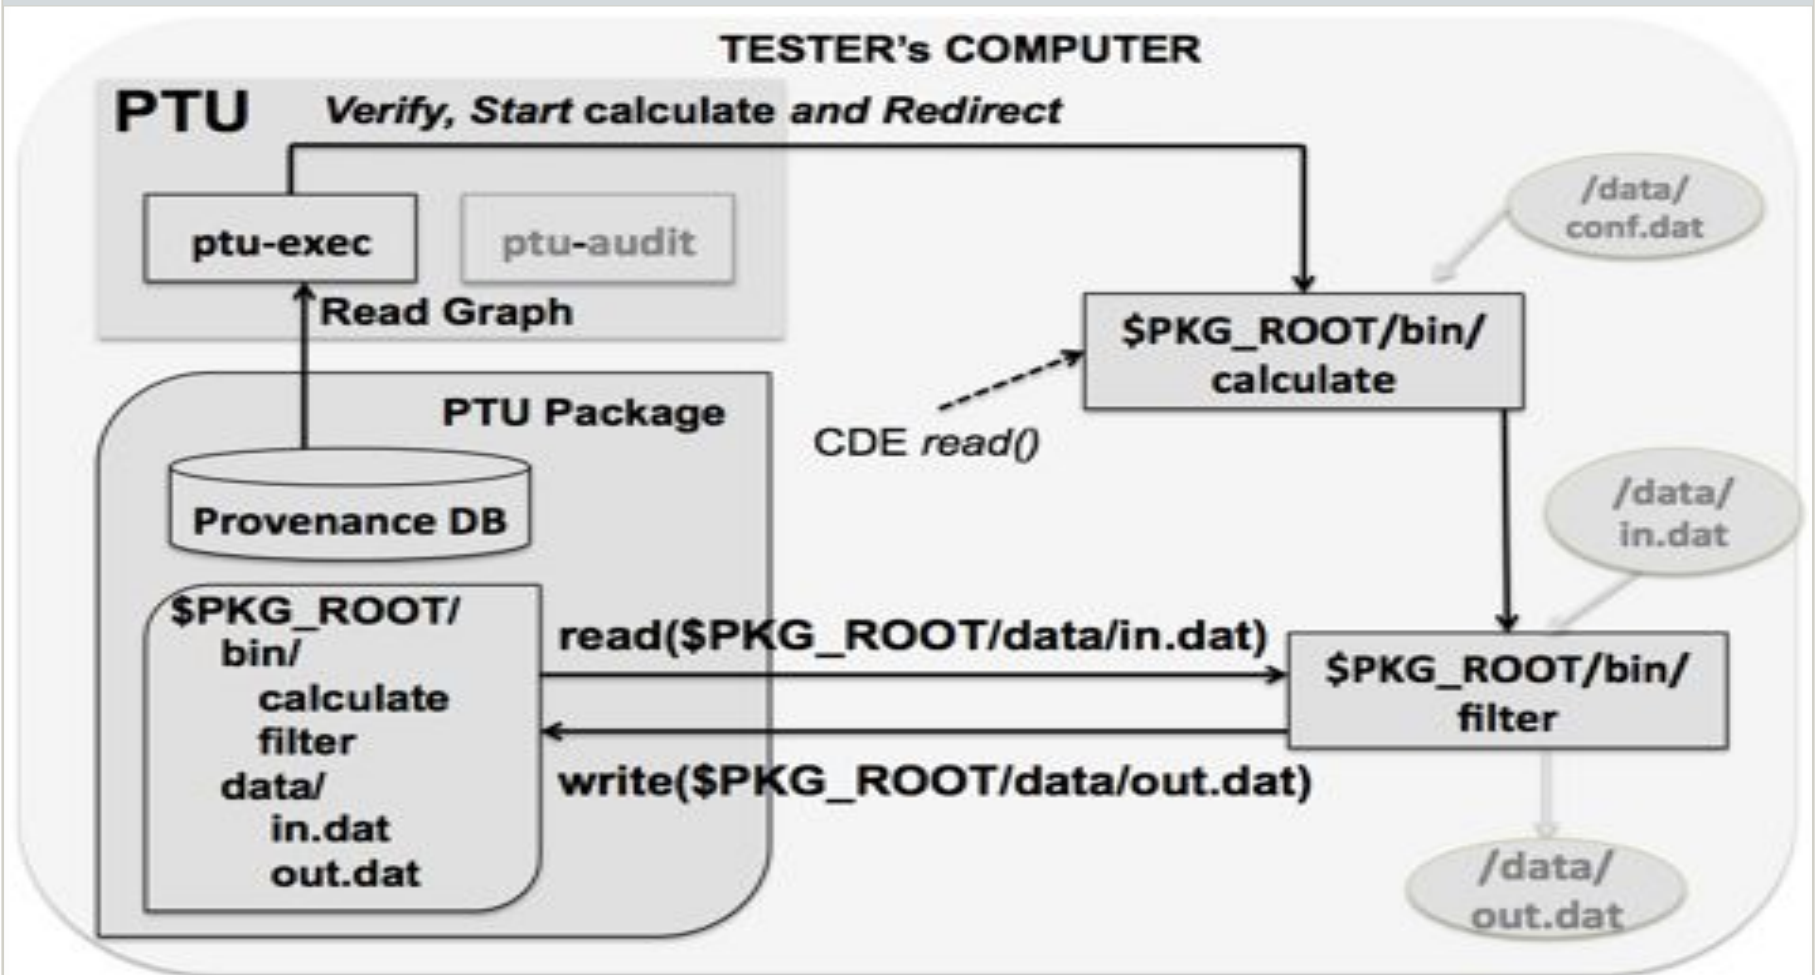 TESTER's COMPUTER
PTU
Verify, Start calculate and Redirect
ptu-exec
ptu-audit
Read Graph
/data/
conf.dat
$PKG_ROOT/bin/
calculate
CDE read()
PTU Package
Provenance DB
/data/
in.dat
$PKG_ROOT/
bin/
calculate
filter
data/
in.dat
out.dat
read($PKG_ROOT/data/in.dat)
$PKG_ROOT/bin/
filter
write($PKG_ROOT/data/out.dat)
/data/
out.dat